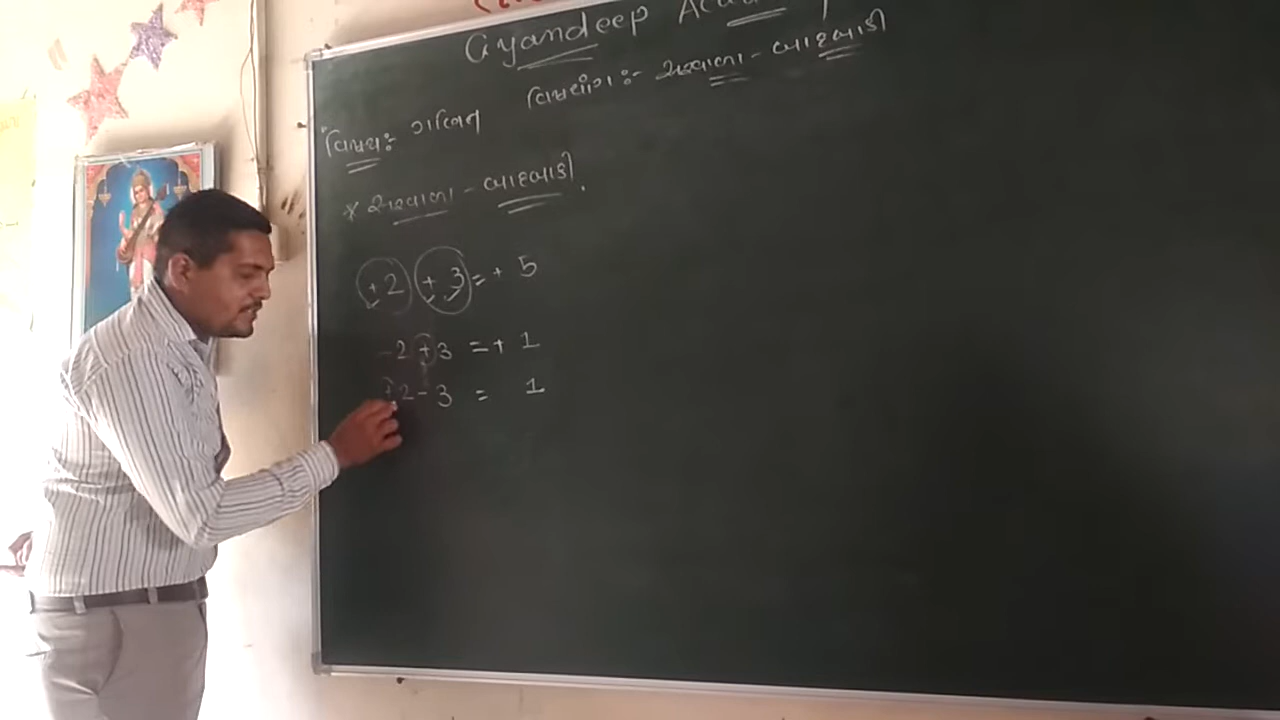 Gyandeep
વિષય:- ગણિત વિષયાંગ:- સરવાળા - બાદબાકી
* સરવાળા - બાદબાકી.
+2 +3 = + 5
-2 +3 = + 1
+2 - 3 = 1